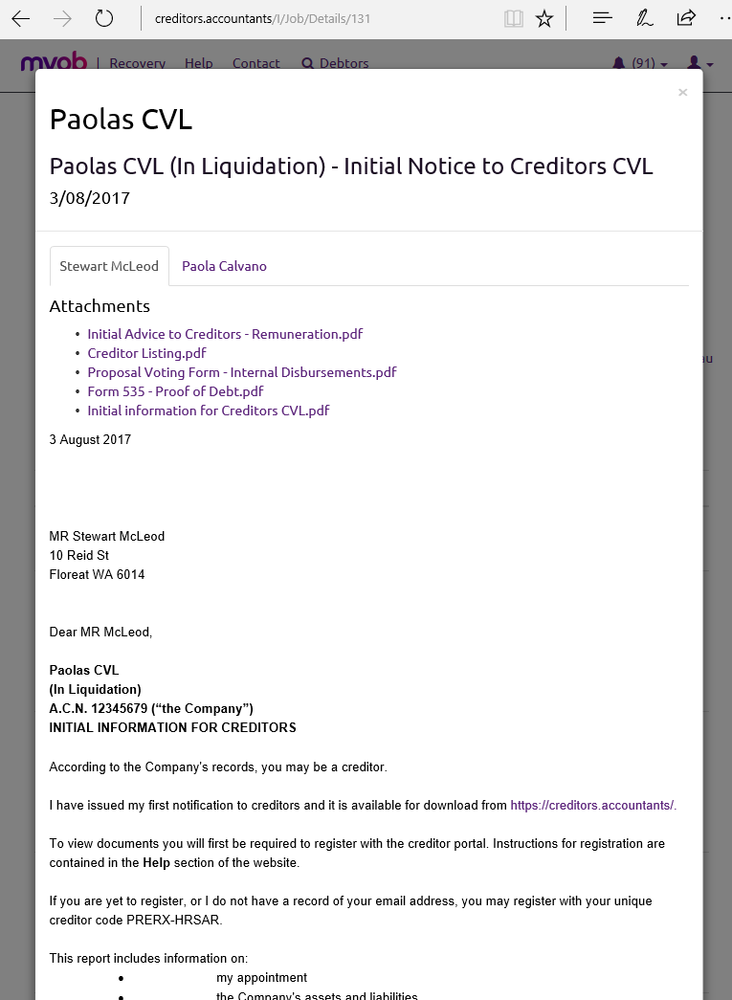 creditors.accountants/I/Job/Details/131
myob | Recovery Help Contact Debtors (91)
×
Paolas CVL
Paolas CVL (In Liquidation) - Initial Notice to Creditors CVL
3/08/2017
Stewart McLeod Paola Calvano
Attachments
• Initial Advice to Creditors - Remuneration.pdf
• Creditor Listing.pdf
• Proposal Voting Form - Internal Disbursements.pdf
• Form 535 - Proof of Debt.pdf
• Initial information for Creditors CVL.pdf
3 August 2017
MR Stewart McLeod
10 Reid St
Floreat WA 6014
Dear MR McLeod,
Paolas CVL
(In Liquidation)
A.C.N. 12345679 (“the Company”)
INITIAL INFORMATION FOR CREDITORS
According to the Company's records, you may be a creditor.
I have issued my first notification to creditors and it is available for download from https://creditors.accountants/.
To view documents you will first be required to register with the creditor portal. Instructions for registration are
contained in the Help section of the website.
If you are yet to register, or I do not have a record of your email address, you may register with your unique
creditor code PRERX-HRSAR.
This report includes information on:
• my appointment
• the Company's assets and liabilities